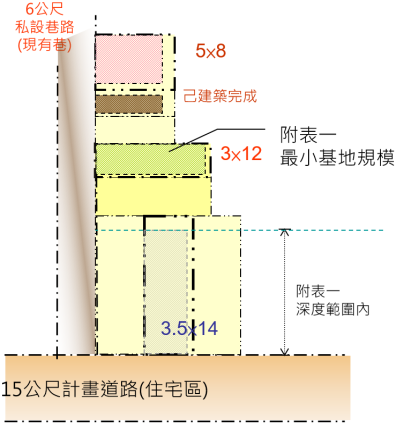 6公尺
私設巷路
(現有巷)
5x8
己建築完成
附表一
最小基地規模
3x12
附表一
深度範圍內
3.5x14
15公尺計畫道路(住宅區)